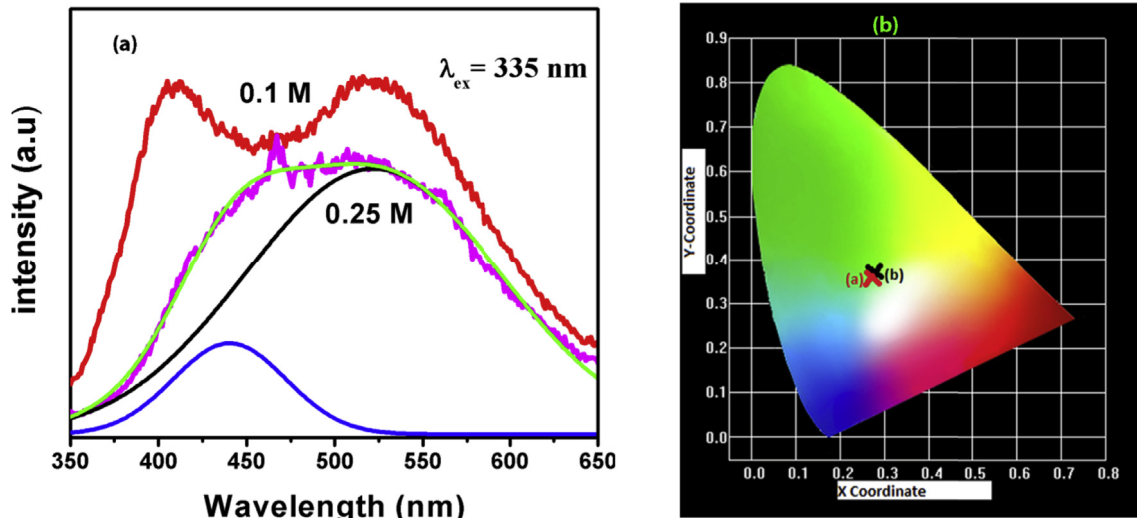 (a)
λex = 335 nm
0.1 M
0.25 M
intensity (a.u)
350 400 450 500 550 600 650
Wavelength (nm)
(b)
0.9
0.8
0.7
0.6
0.5
0.4
0.3
0.2
0.1
0.0
Y-Coordinate
(a)
(b)
0.0 0.1 0.2 0.3 0.4 0.5 0.6 0.7 0.8
X Coordinate